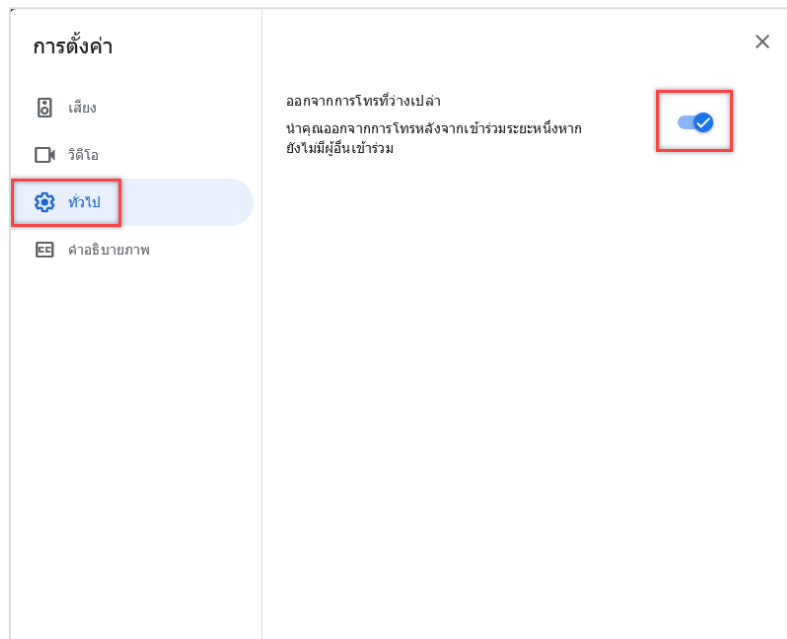 การตั้งค่า
เสียง
วิดีโอ
ทั่วไป
คำอธิบายภาพ
ออกจากการโทรที่ว่างเปล่า
นำคุณออกจากการโทรหลังจากเข้าร่วมระยะหนึ่งหาก
ยังไม่มีผู้อื่นเข้าร่วม